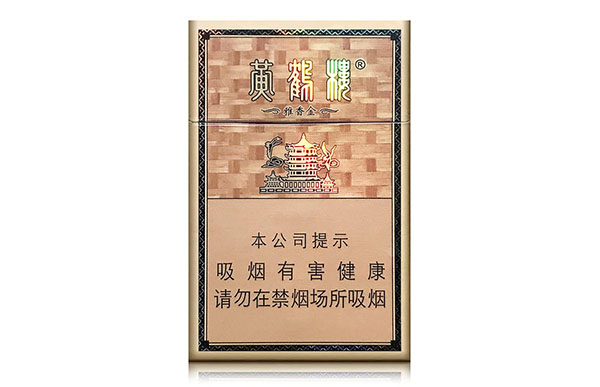 黄鹤楼®
雅香金
本公司提示
吸烟有害健康
请勿在禁烟场所吸烟